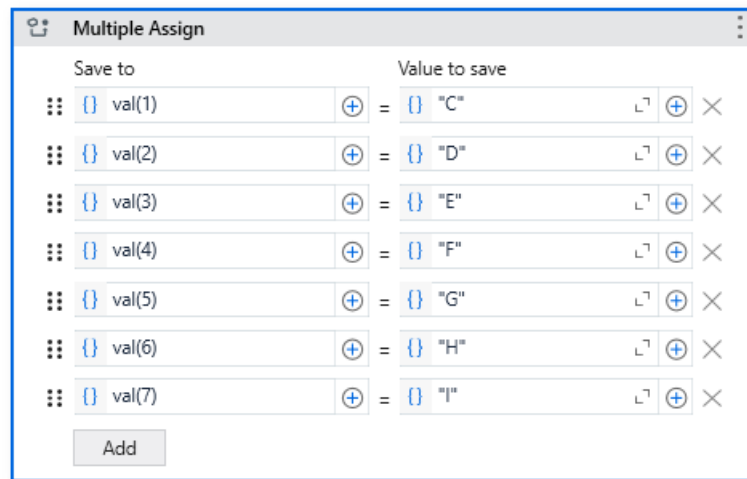 Multiple Assign
Save to Value to save
{} val(1) = {} "C"
{} val(2) = {} "D"
{} val(3) = {} "E"
{} val(4) = {} "F"
{} val(5) = {} "G"
{} val(6) = {} "H"
{} val(7) = {} "I"
Add